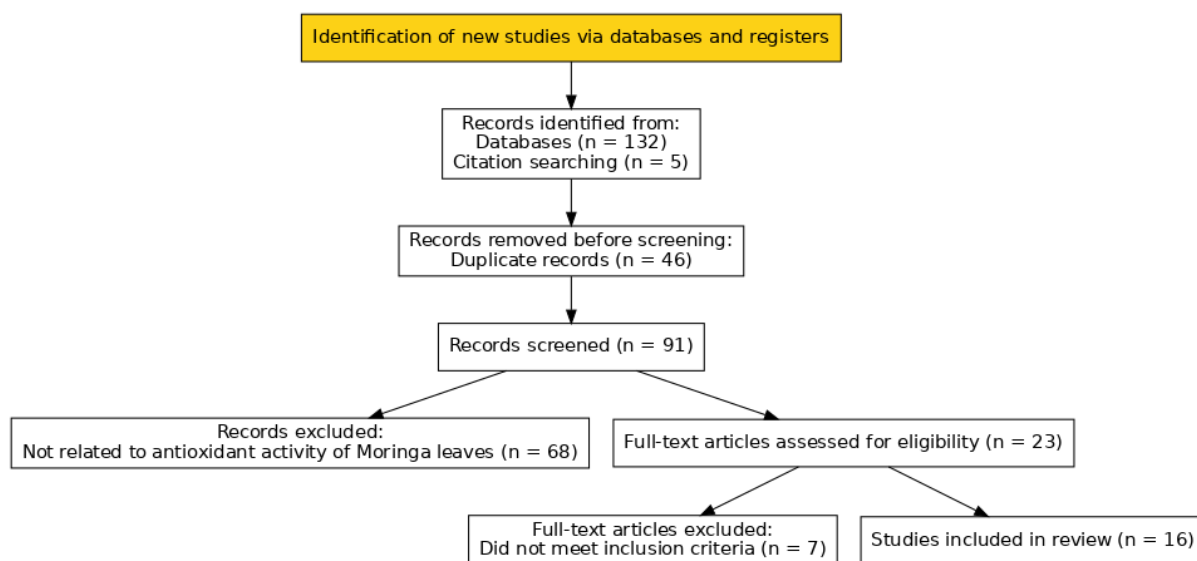 Identification of new studies via databases and registers
Records identified from:
Databases (n = 132)
Citation searching (n = 5)
Records removed before screening:
Duplicate records (n = 46)
Records screened (n = 91)
Records excluded:
Not related to antioxidant activity of Moringa leaves (n = 68)
Full-text articles assessed for eligibility (n = 23)
Full-text articles excluded:
Did not meet inclusion criteria (n = 7)
Studies included in review (n = 16)